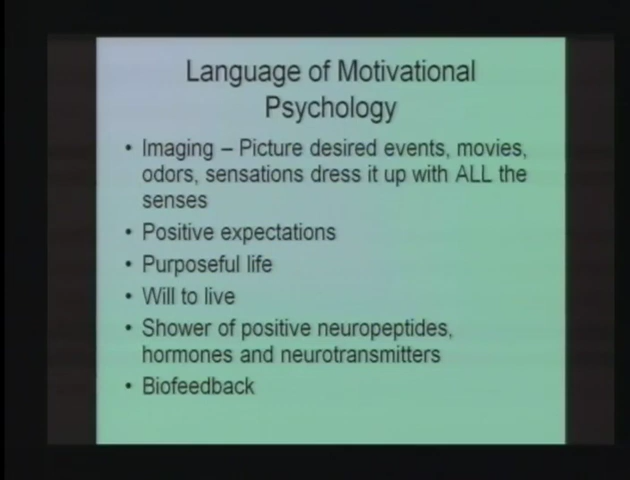 Language of Motivational
Psychology
• Imaging – Picture desired events, movies,
odors, sensations dress it up with ALL the
senses
• Positive expectations
• Purposeful life
• Will to live
• Shower of positive neuropeptides,
hormones and neurotransmitters
• Biofeedback